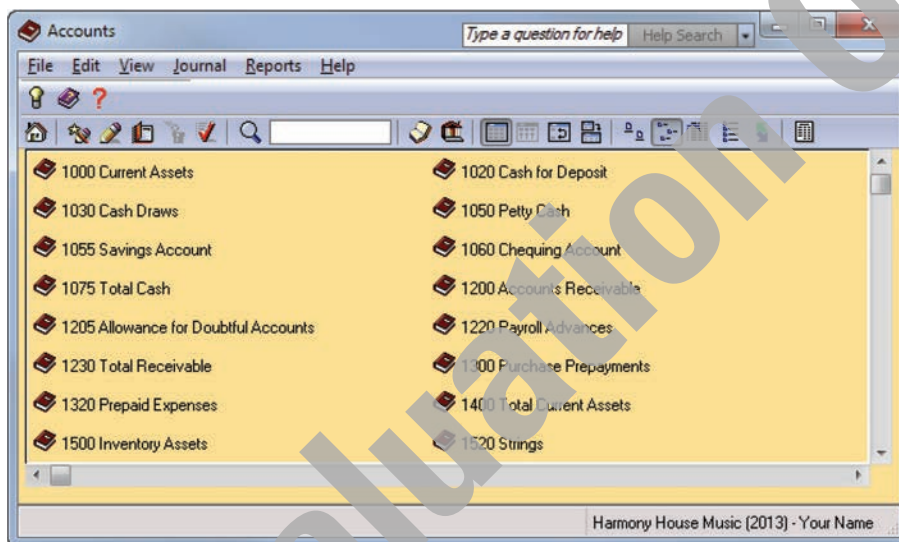 Accounts
Type a question for help Help Search
File Edit View Journal Reports Help
1000 Current Assets 1020 Cash for Deposit
1030 Cash Draws 1050 Petty Cash
1055 Savings Account 1060 Chequing Account
1075 Total Cash 1200 Accounts Receivable
1205 Allowance for Doubtful Accounts 1220 Payroll Advances
1230 Total Receivable 1300 Purchase Prepayments
1320 Prepaid Expenses 1400 Total Current Assets
1500 Inventory Assets 1520 Strings
Harmony House Music (2013) - Your Name